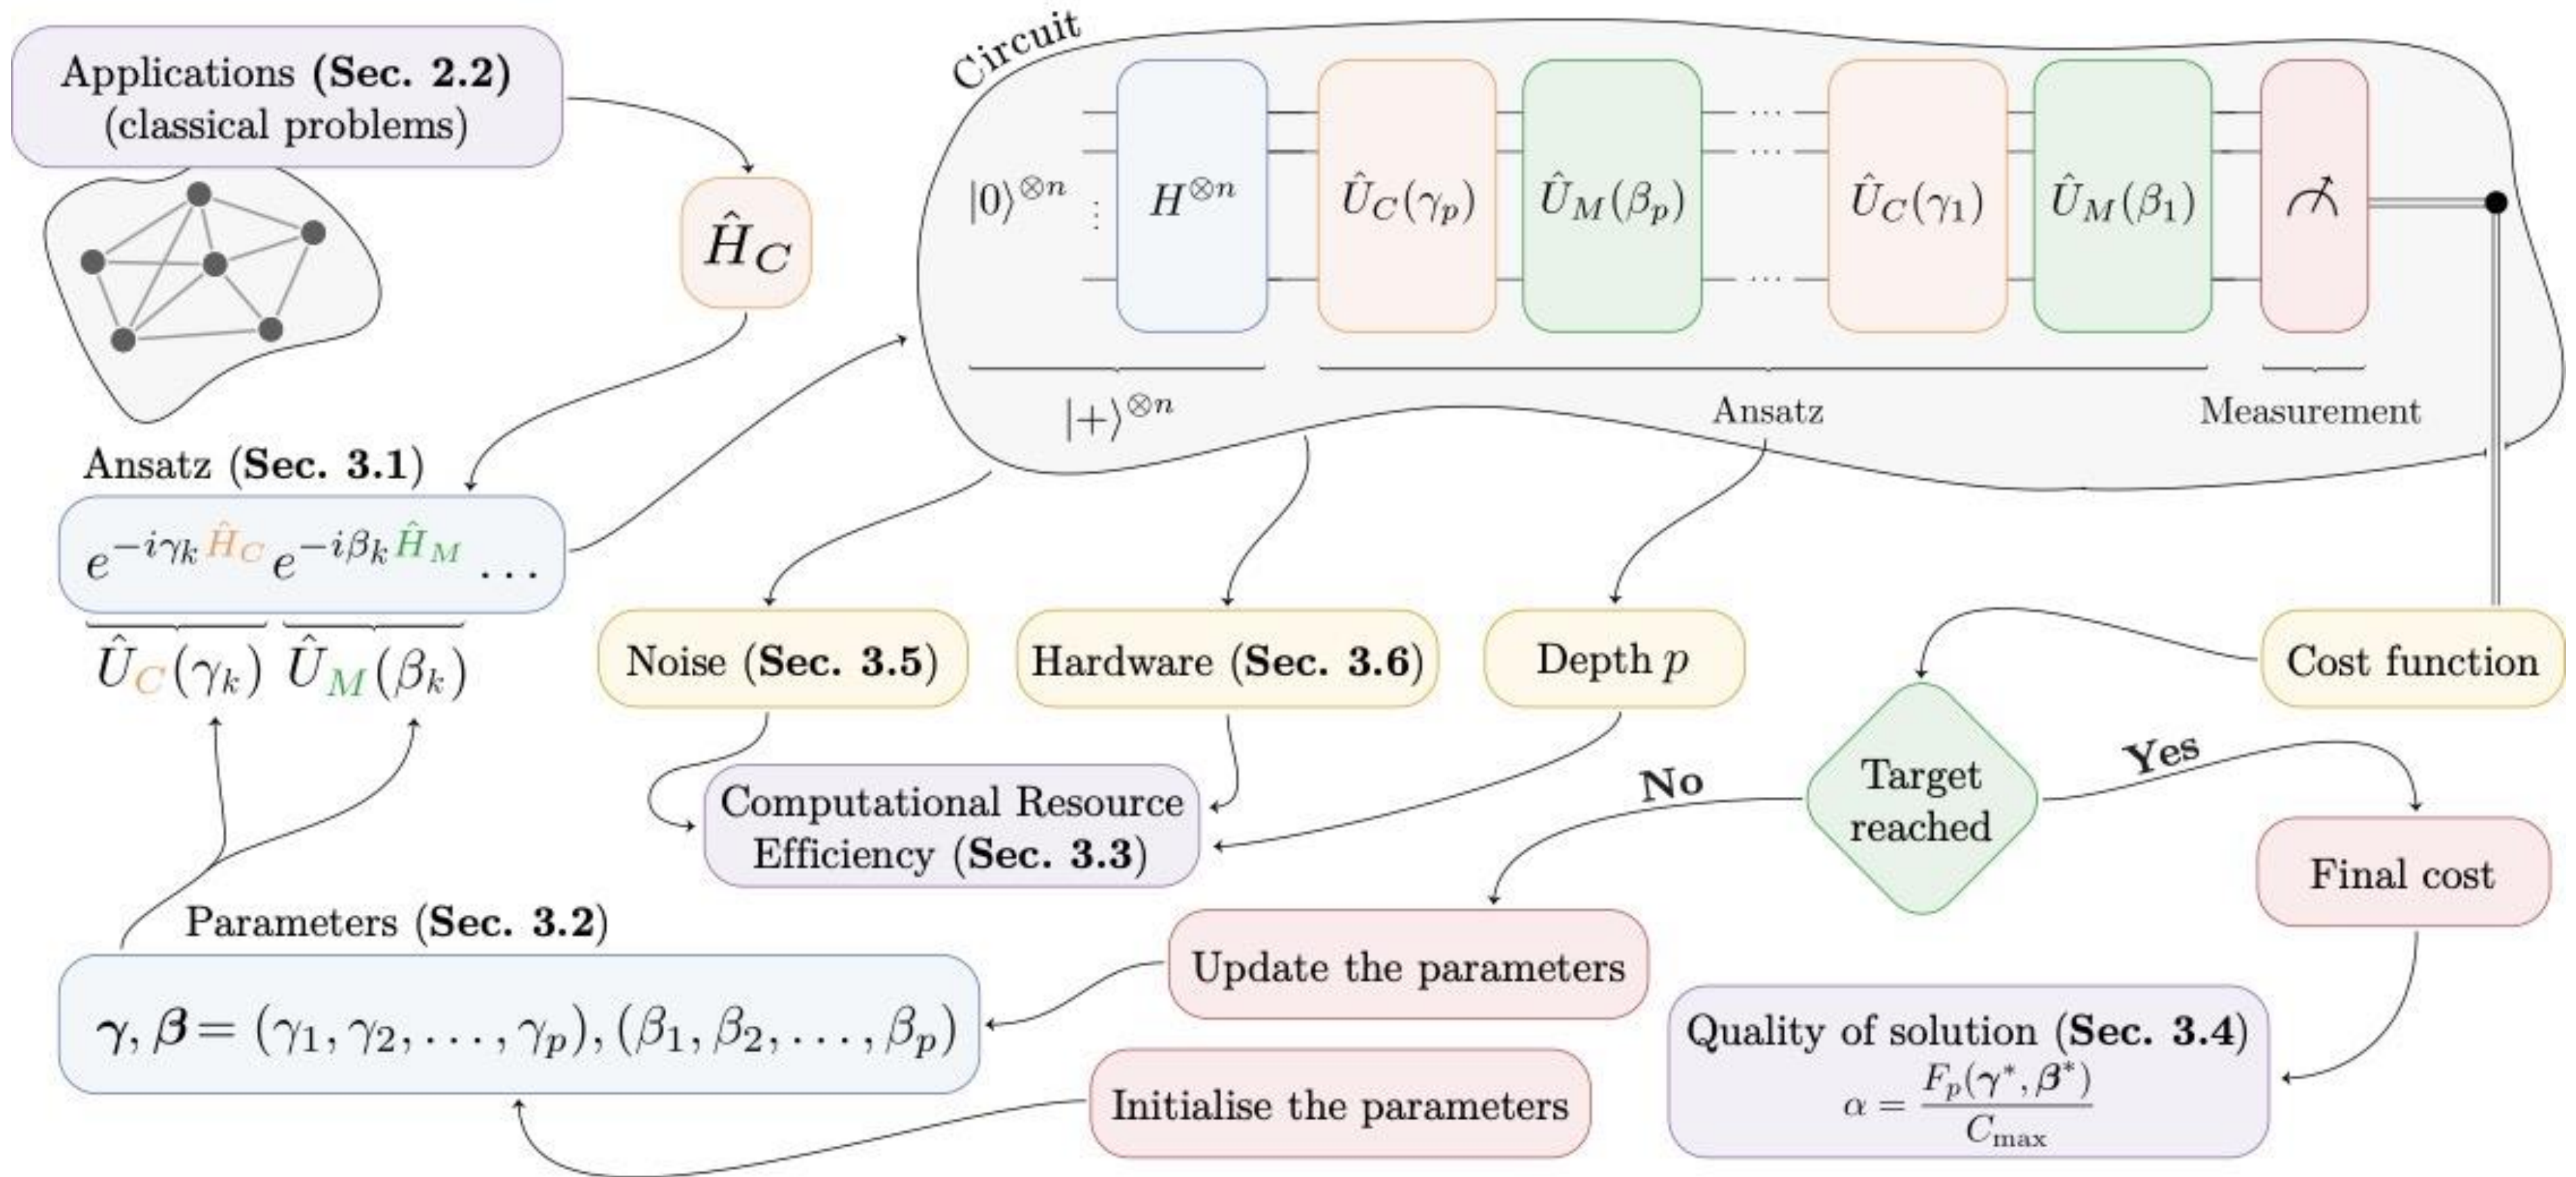 Applications (Sec. 2.2)
(classical problems)
Ĥ_C
Circuit
|0⟩^{⊗n}
⋮
H^{⊗n}
Û_C(γ_p)
Û_M(β_p)
...
...
...
Û_C(γ_1)
Û_M(β_1)
|+⟩^{⊗n}
Ansatz
Measurement
Ansatz (Sec. 3.1)
e^{−iγ_k Ĥ_C} e^{−iβ_k Ĥ_M} ...
Û_C(γ_k) Û_M(β_k)
Noise (Sec. 3.5)
Hardware (Sec. 3.6)
Depth p
Cost function
Computational Resource
Efficiency (Sec. 3.3)
No
Target
reached
Yes
Final cost
Parameters (Sec. 3.2)
γ, β = (γ_1, γ_2, . . . , γ_p), (β_1, β_2, . . . , β_p)
Update the parameters
Initialise the parameters
Quality of solution (Sec. 3.4)
α = F_p(γ*, β*) / C_max